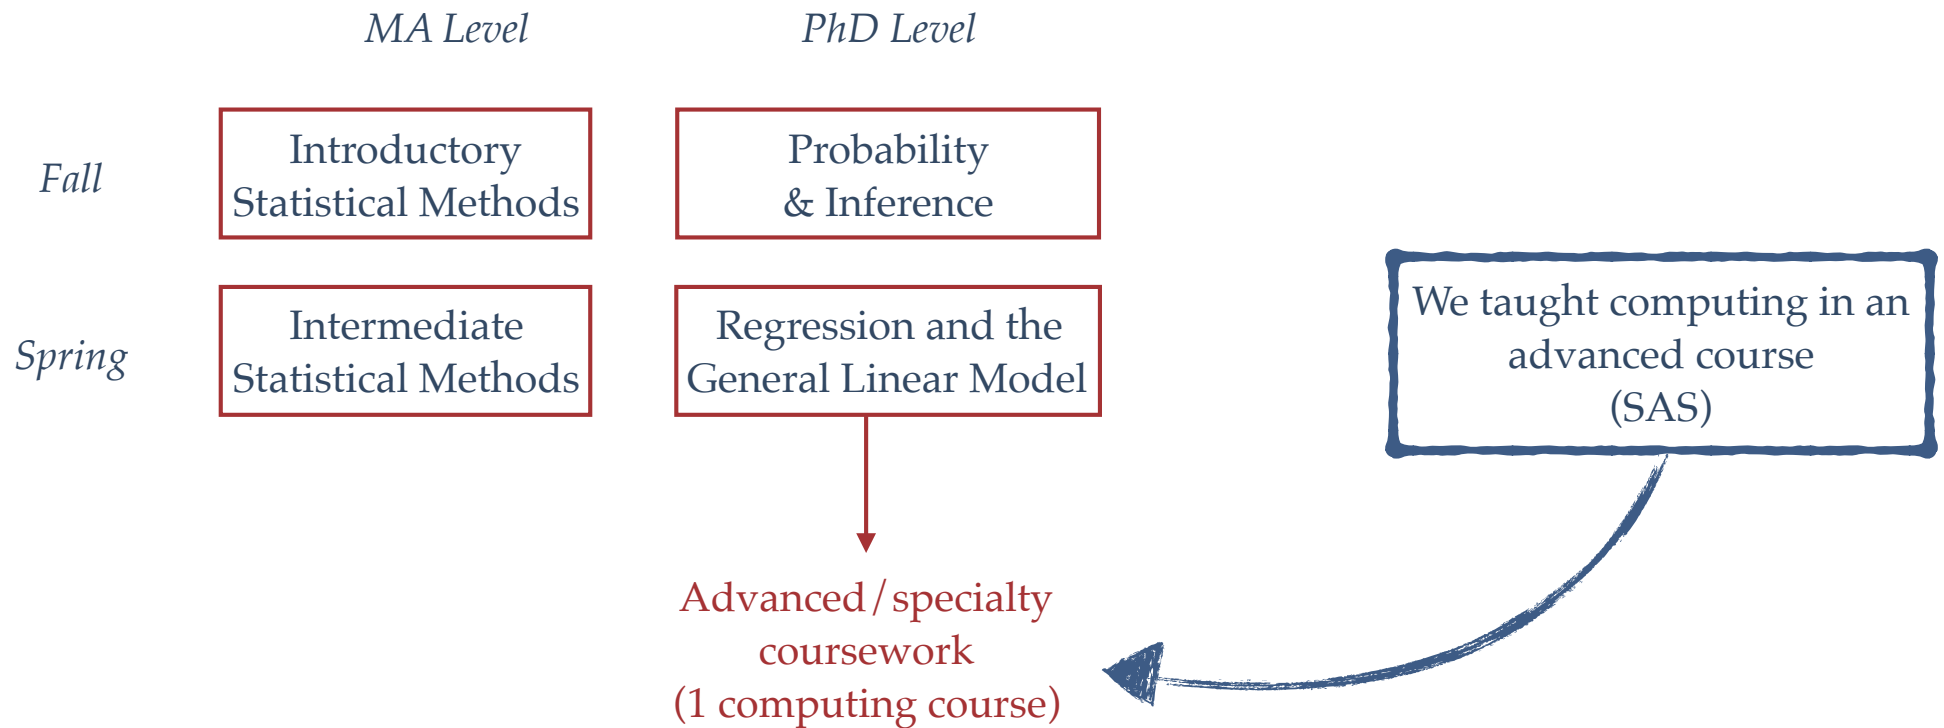 MA Level
PhD Level
Fall
Introductory
Statistical Methods
Probability
& Inference
Spring
Intermediate
Statistical Methods
Regression and the
General Linear Model
We taught computing in an
advanced course
(SAS)
Advanced/specialty
coursework
(1 computing course)